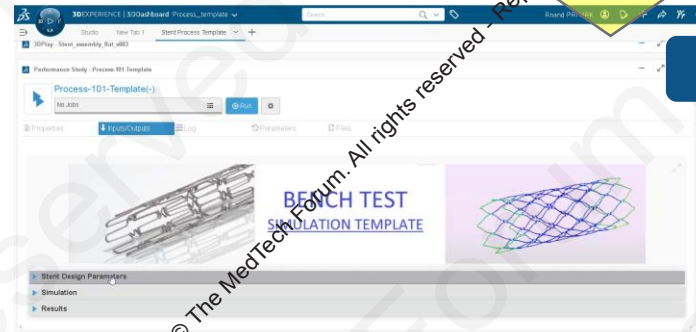 3DEXPERIENCE | 3DDashboard Process_template
Search
Studio New Tab 1 Stent Process Template
3DPlay - Stent_assembly_flat_v003
Performance Study - Process 101 Template
Process-101-Template(-)
No Jobs
Run
Properties Inputs/Outputs Log Parameters Files
BENCH TEST
SIMULATION TEMPLATE
Stent Design Parameters
Simulation
Results
© The MedTech Forum. All rights reserved